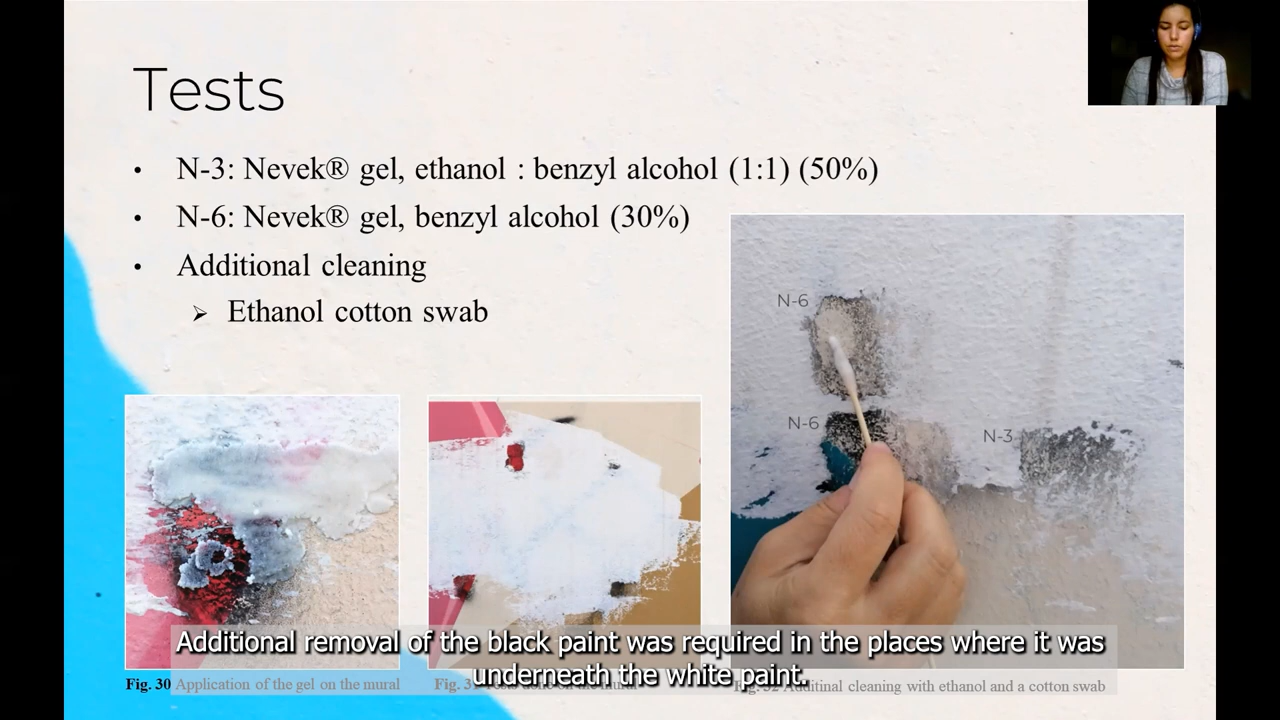 Tests
• N-3: Nevek® gel, ethanol : benzyl alcohol (1:1) (50%)
• N-6: Nevek® gel, benzyl alcohol (30%)
• Additional cleaning
➢ Ethanol cotton swab
N-6
N-6
N-3
Additional removal of the black paint was required in the places where it was
underneath the white paint.
Fig. 30 Application of the gel on the mural
Fig. on the mural
Additinal cleaning with ethanol and a cotton swab